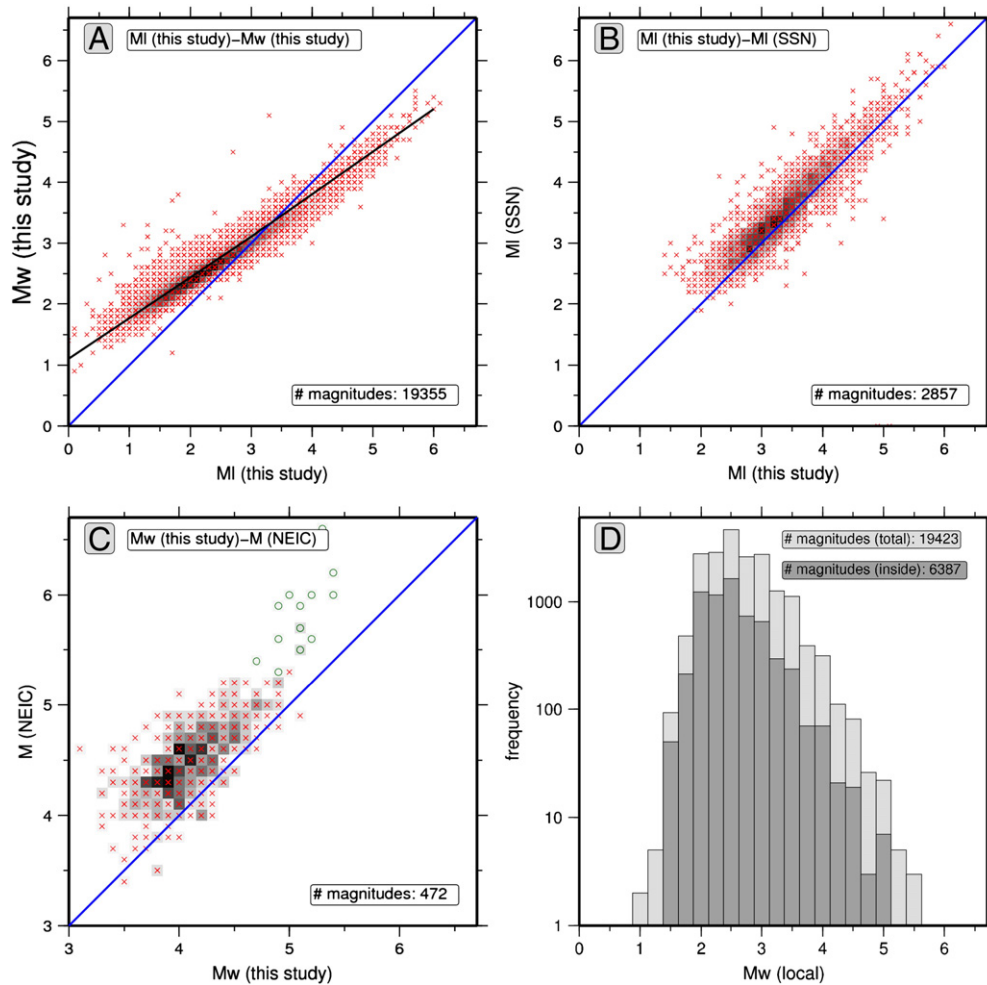 A
Ml (this study)−Mw (this study)
Mw (this study)
6
5
4
3
2
1
0
# magnitudes: 19355
0 1 2 3 4 5 6
Ml (this study)
B
Ml (this study)−Ml (SSN)
Ml (SSN)
6
5
4
3
2
1
0
# magnitudes: 2857
0 1 2 3 4 5 6
Ml (this study)
C
Mw (this study)−M (NEIC)
M (NEIC)
6
5
4
3
# magnitudes: 472
3 4 5 6
Mw (this study)
D
# magnitudes (total): 19423
# magnitudes (inside): 6387
frequency
1000
100
10
1
0 1 2 3 4 5 6
Mw (local)